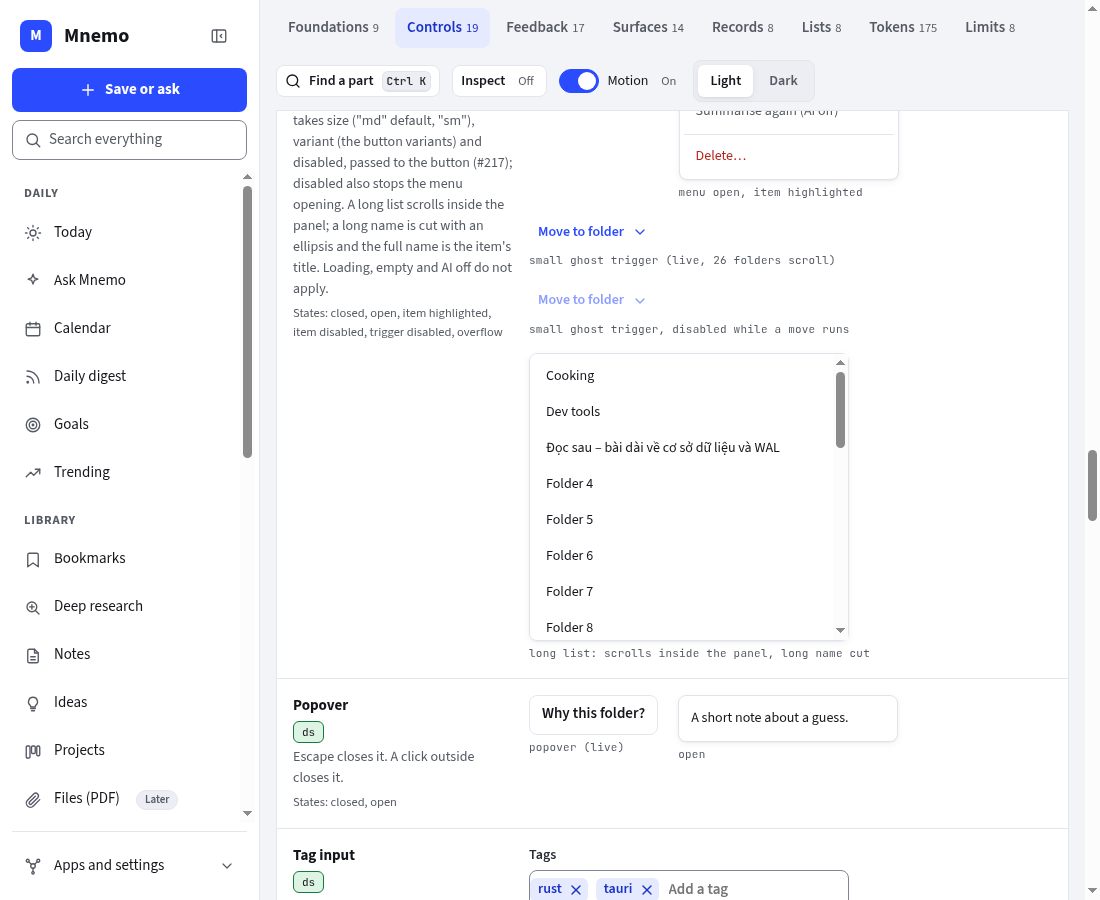 M Mnemo
Save or ask
Search everything
DAILY
Today
Ask Mnemo
Calendar
Daily digest
Goals
Trending
LIBRARY
Bookmarks
Deep research
Notes
Ideas
Projects
Files (PDF) Later
Apps and settings
Foundations 9 Controls 19 Feedback 17 Surfaces 14 Records 8 Lists 8 Tokens 175 Limits 8
Find a part Ctrl K Inspect Off Motion On Light Dark
takes size ("md" default, "sm"),
variant (the button variants) and
disabled, passed to the button (#217);
disabled also stops the menu
opening. A long list scrolls inside the
panel; a long name is cut with an
ellipsis and the full name is the item's
title. Loading, empty and AI off do not
apply.
States: closed, open, item highlighted,
item disabled, trigger disabled, overflow
Summarise again (AI off)
Delete…
menu open, item highlighted
Move to folder
small ghost trigger (live, 26 folders scroll)
Move to folder
small ghost trigger, disabled while a move runs
Cooking
Dev tools
Đọc sau – bài dài về cơ sở dữ liệu và WAL
Folder 4
Folder 5
Folder 6
Folder 7
Folder 8
long list: scrolls inside the panel, long name cut
Popover
ds
Escape closes it. A click outside
closes it.
States: closed, open
Why this folder?
popover (live)
A short note about a guess.
open
Tag input
ds
Tags
rust tauri Add a tag